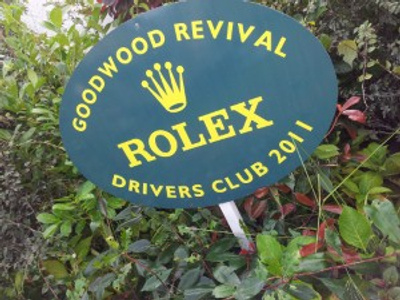 GOODWOOD REVIVAL
ROLEX
DRIVERS CLUB 2011